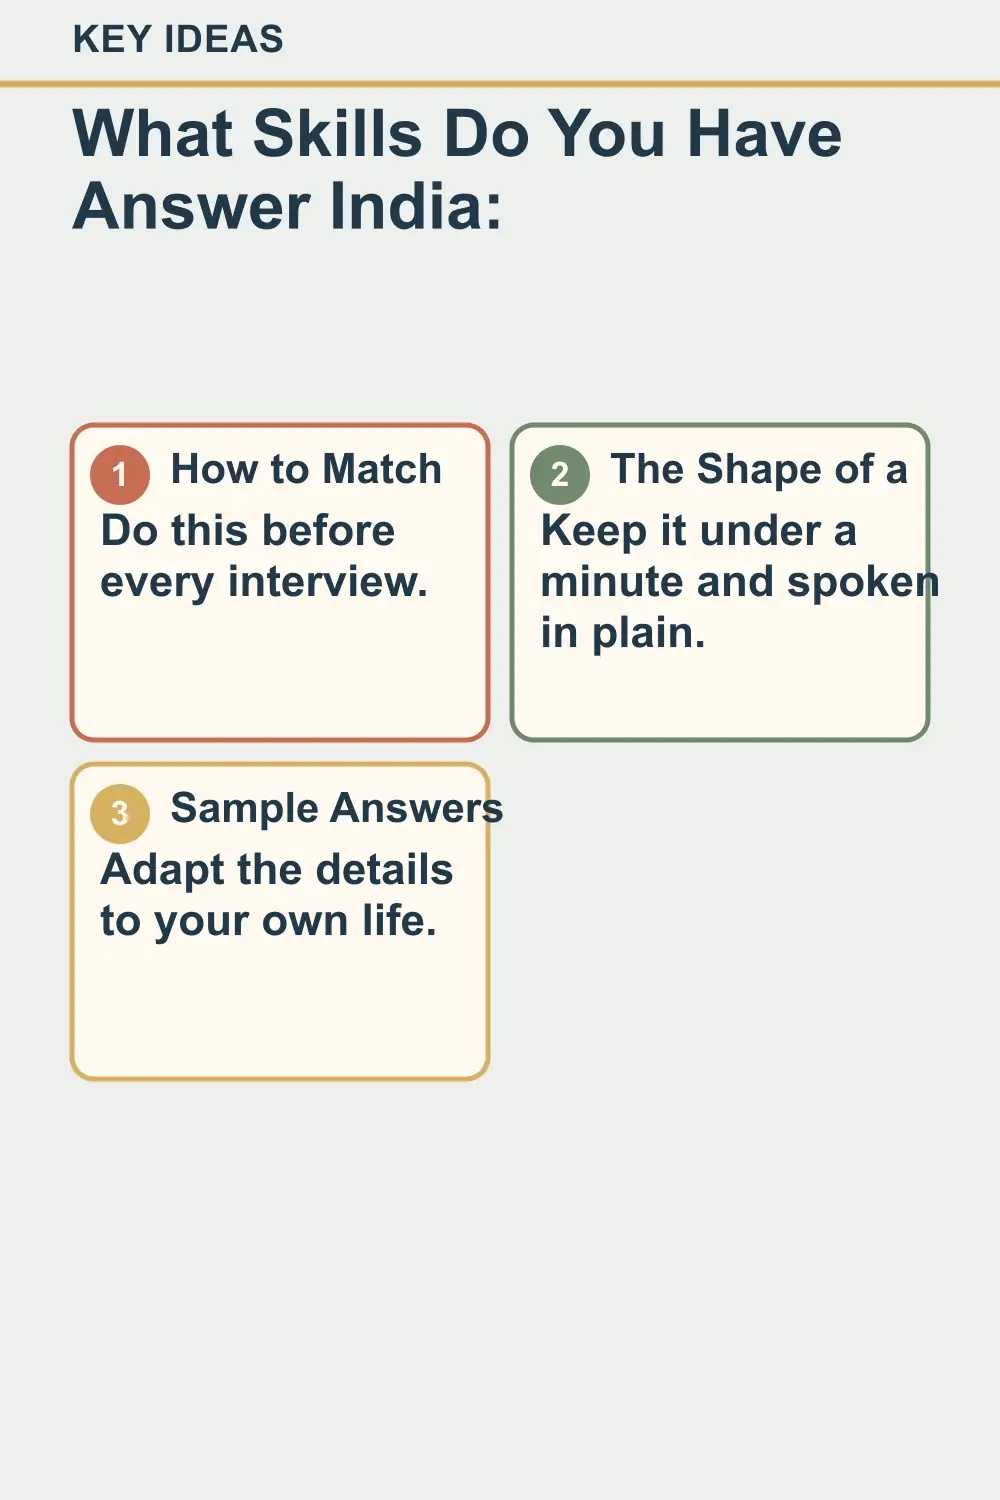 KEY IDEAS
What Skills Do You Have
Answer India:
1 How to Match
Do this before
every interview.
2 The Shape of a
Keep it under a
minute and spoken
in plain.
3 Sample Answers
Adapt the details
to your own life.